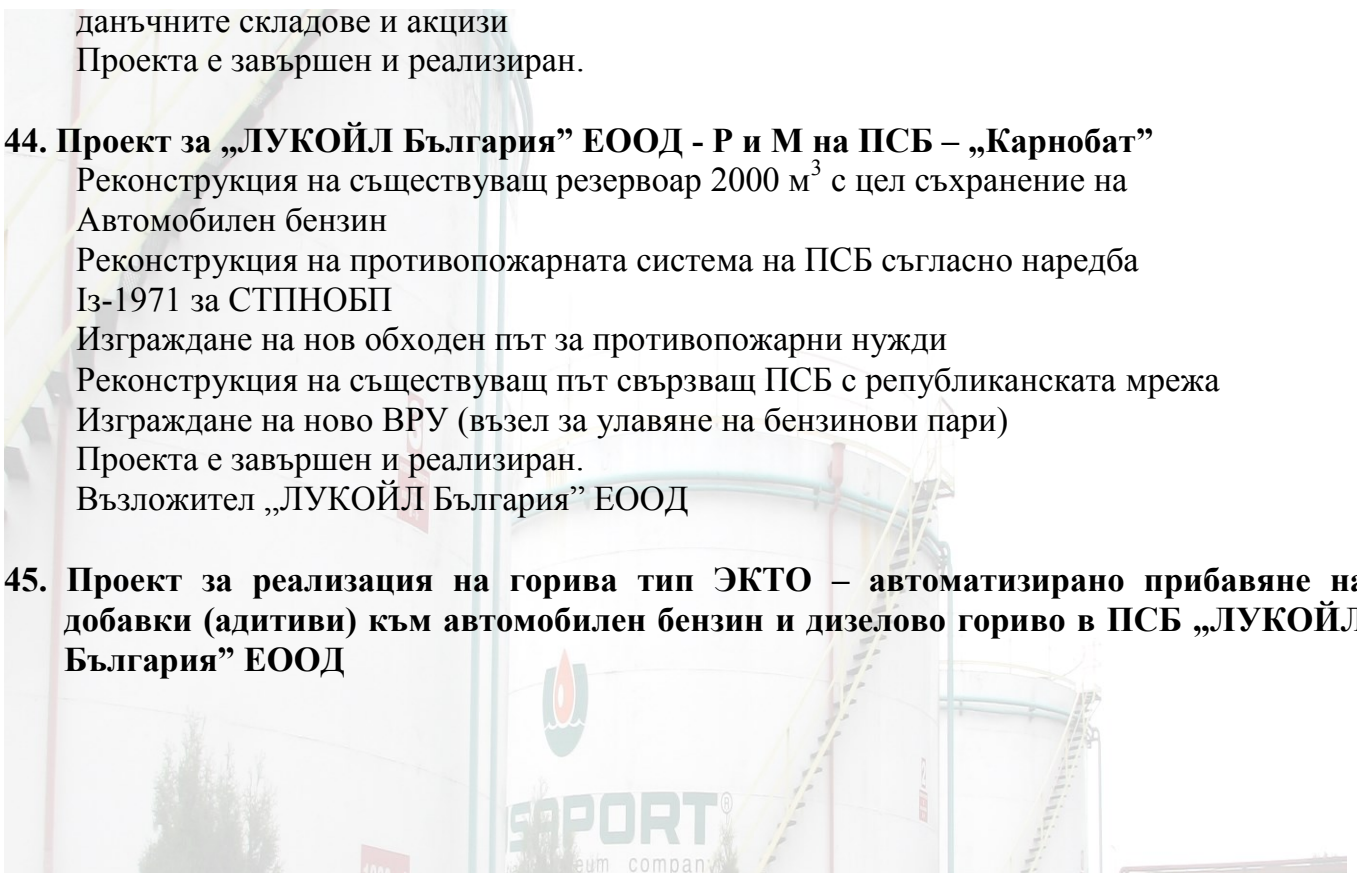 данъчните складове и акцизи
Проекта е завършен и реализиран.
44. Проект за „ЛУКОЙЛ България” ЕООД - Р и М на ПСБ – „Карнобат”
Реконструкция на съществуващ резервоар 2000 м³ с цел съхранение на
Автомобилен бензин
Реконструкция на противопожарната система на ПСБ съгласно наредба
Iз-1971 за СТПНОБП
Изграждане на нов обходен път за противопожарни нужди
Реконструкция на съществуващ път свързващ ПСБ с републиканската мрежа
Изграждане на ново ВРУ (възел за улавяне на бензинови пари)
Проекта е завършен и реализиран.
Възложител „ЛУКОЙЛ България” ЕООД
45. Проект за реализация на горива тип ЭКТО – автоматизирано прибавяне на
добавки (адитиви) към автомобилен бензин и дизелово гориво в ПСБ „ЛУКОЙЛ
България” ЕООД
SAPORT®